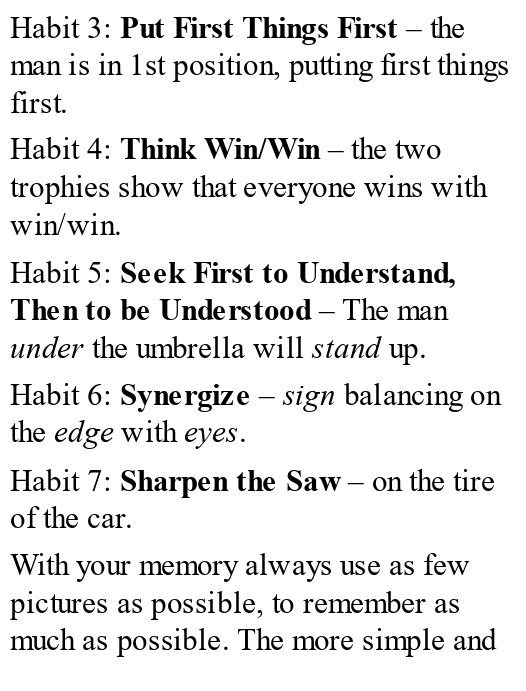 Habit 3: Put First Things First – the
man is in 1st position, putting first things
first.
Habit 4: Think Win/Win – the two
trophies show that everyone wins with
win/win.
Habit 5: Seek First to Understand,
Then to be Understood – The man
under the umbrella will stand up.
Habit 6: Synergize – sign balancing on
the edge with eyes.
Habit 7: Sharpen the Saw – on the tire
of the car.
With your memory always use as few
pictures as possible, to remember as
much as possible. The more simple and